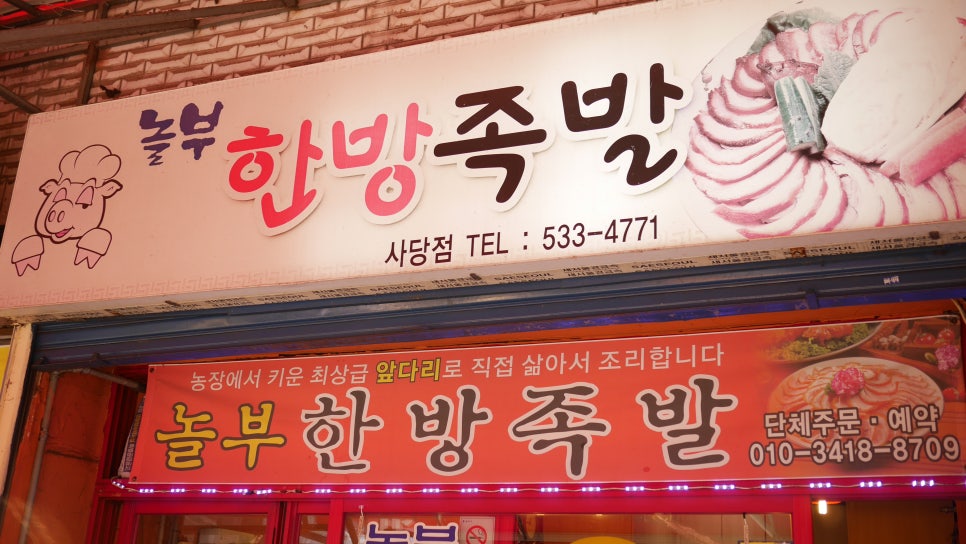 놀부 한방족발
사당점 TEL : 533-4771
농장에서 키운 최상급 앞다리로 직접 삶아서 조리합니다
놀부 한방족발
단체주문 · 예약
010-3418-8709
놀부